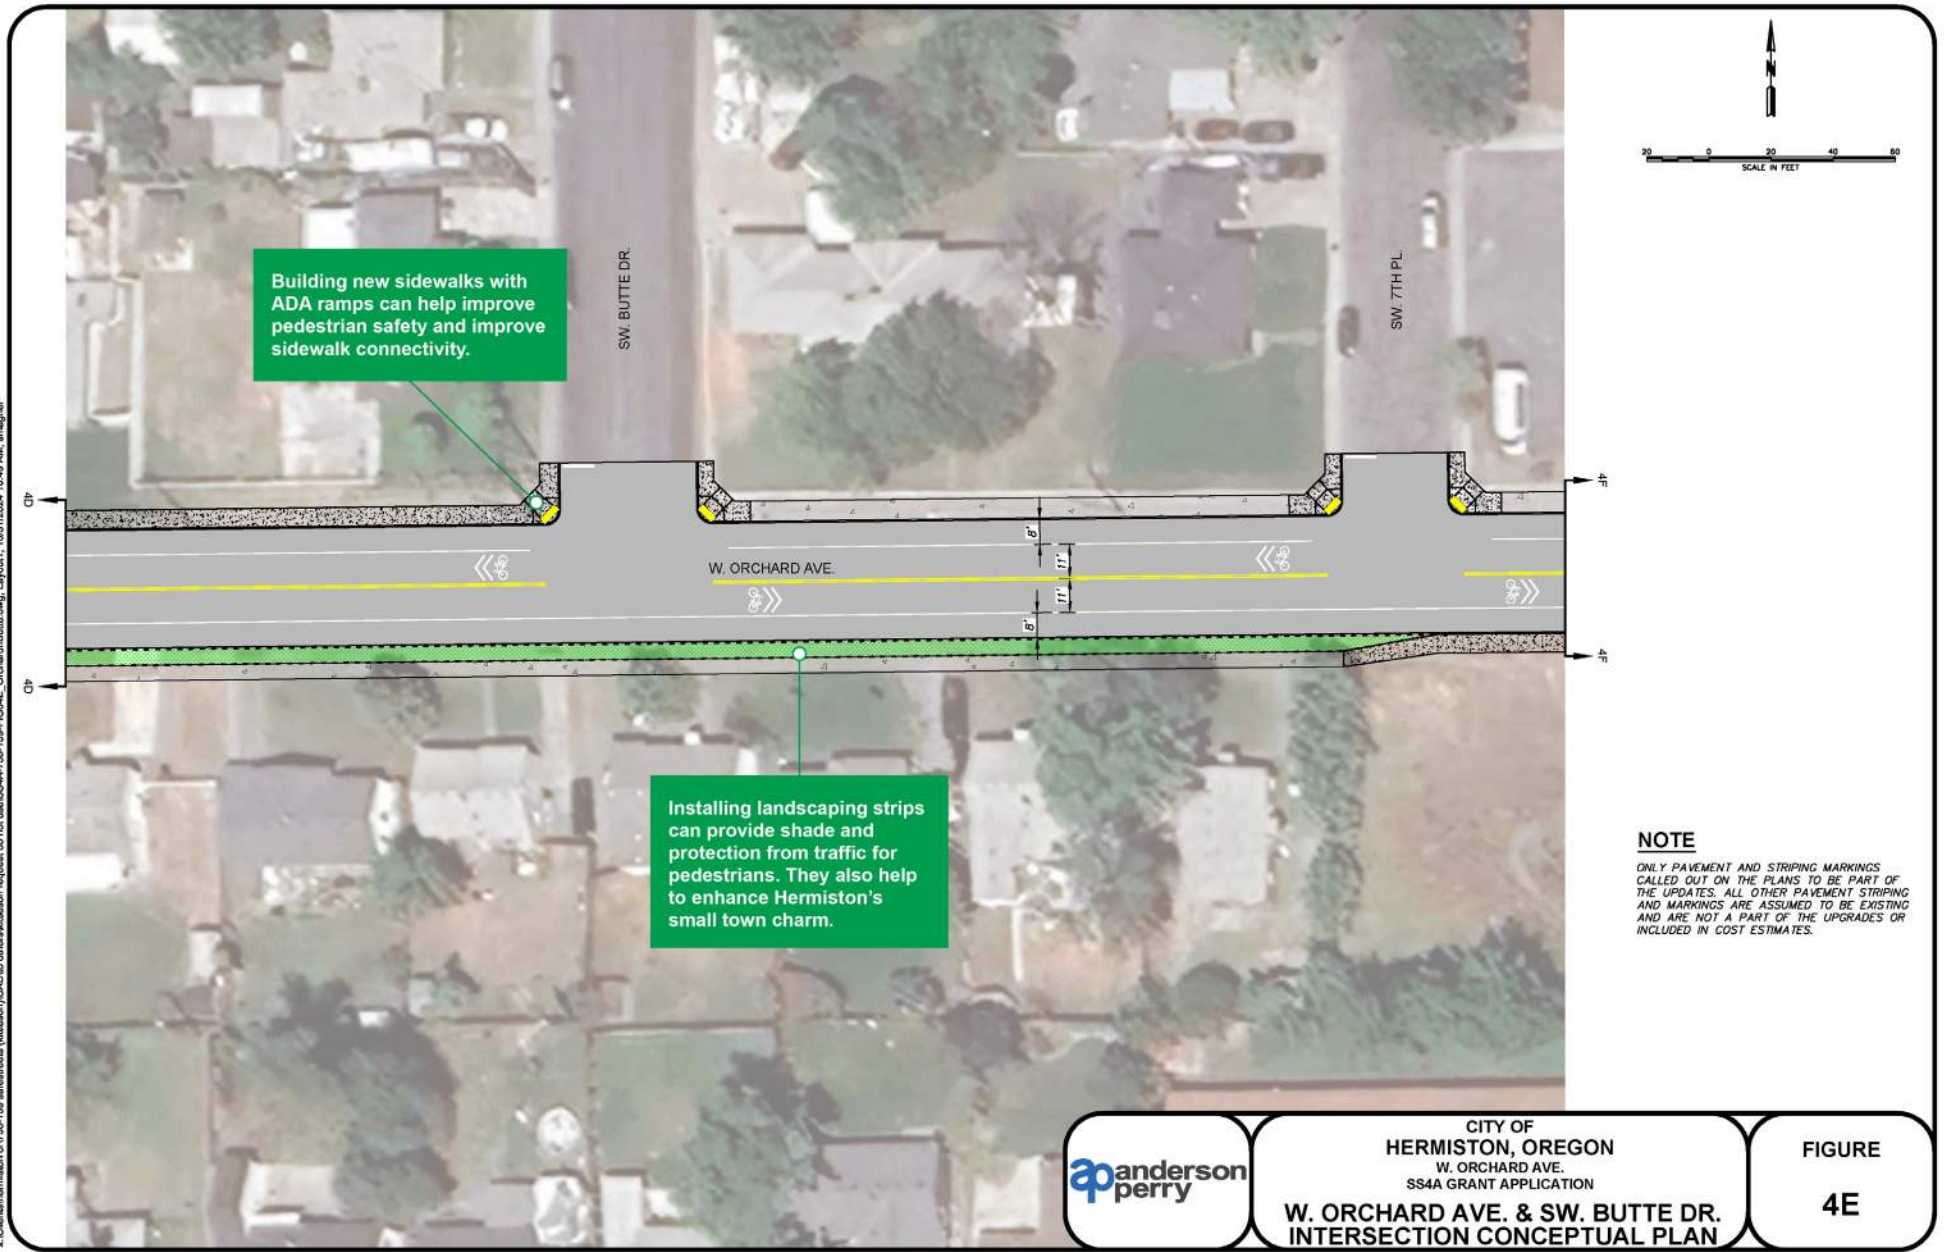 N
20 0 20 40 60
SCALE IN FEET
Building new sidewalks with
ADA ramps can help improve
pedestrian safety and improve
sidewalk connectivity.
SW. BUTTE DR.
SW. 7TH PL.
4D
4F
8'
11'
W. ORCHARD AVE.
11'
8'
4D
4F
Installing landscaping strips
can provide shade and
protection from traffic for
pedestrians. They also help
to enhance Hermiston's
small town charm.
NOTE
ONLY PAVEMENT AND STRIPING MARKINGS
CALLED OUT ON THE PLANS TO BE PART OF
THE UPDATES. ALL OTHER PAVEMENT STRIPING
AND MARKINGS ARE ASSUMED TO BE EXISTING
AND ARE NOT A PART OF THE UPGRADES OR
INCLUDED IN COST ESTIMATES.
ap anderson
perry
CITY OF
HERMISTON, OREGON
W. ORCHARD AVE.
SS4A GRANT APPLICATION
W. ORCHARD AVE. & SW. BUTTE DR.
INTERSECTION CONCEPTUAL PLAN
FIGURE
4E